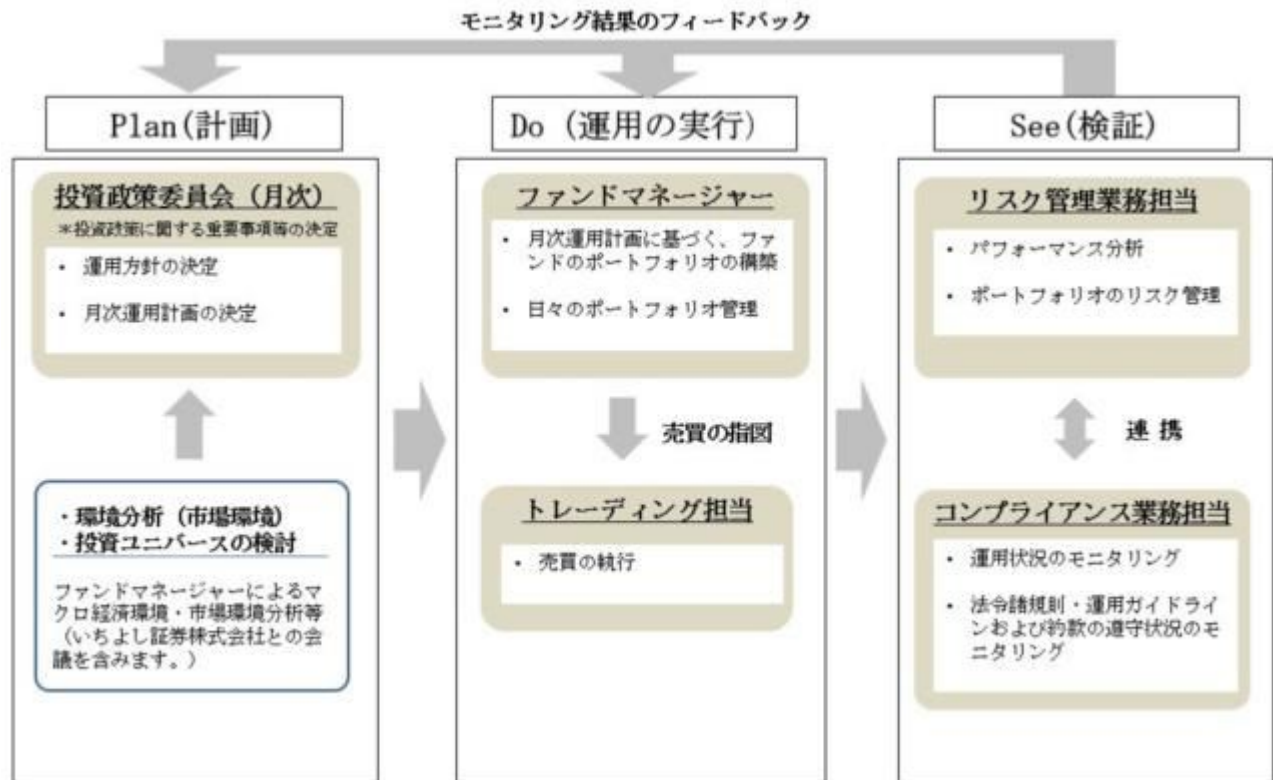 モニタリング結果のフィードバック
Plan(計画)
投資政策委員会（月次）
＊投資政策に関する重要事項等の決定
・ 運用方針の決定
・ 月次運用計画の決定
・環境分析（市場環境）
・投資ユニバースの検討
ファンドマネージャーによるマ
クロ経済環境・市場環境分析等
（いちよし証券株式会社との会
議を含みます。）
Do（運用の実行）
ファンドマネージャー
・ 月次運用計画に基づく、ファ
ンドのポートフォリオの構築
・ 日々のポートフォリオ管理
売買の指図
トレーディング担当
・ 売買の執行
See(検証)
リスク管理業務担当
・ パフォーマンス分析
・ ポートフォリオのリスク管理
連 携
コンプライアンス業務担当
・ 運用状況のモニタリング
・ 法令諸規則・運用ガイドライ
ンおよび約款の遵守状況のモ
ニタリング